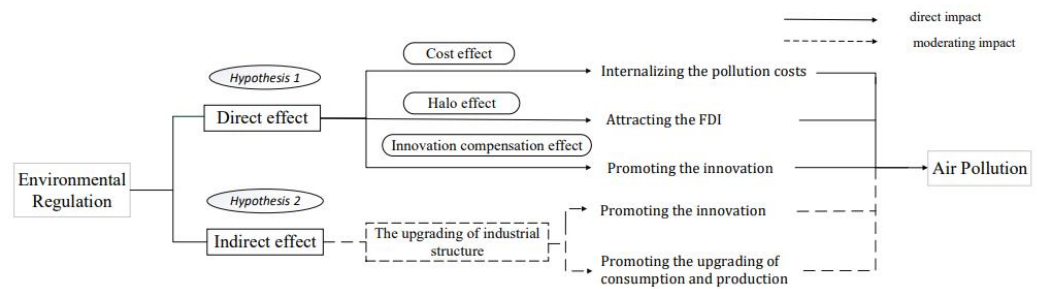 direct impact
moderating impact
Cost effect
Hypothesis 1
Internalizing the pollution costs
Halo effect
Direct effect
Attracting the FDI
Innovation compensation effect
Promoting the innovation
Environmental
Regulation
Air Pollution
Hypothesis 2
Promoting the innovation
Indirect effect
The upgrading of industrial
structure
Promoting the upgrading of
consumption and production